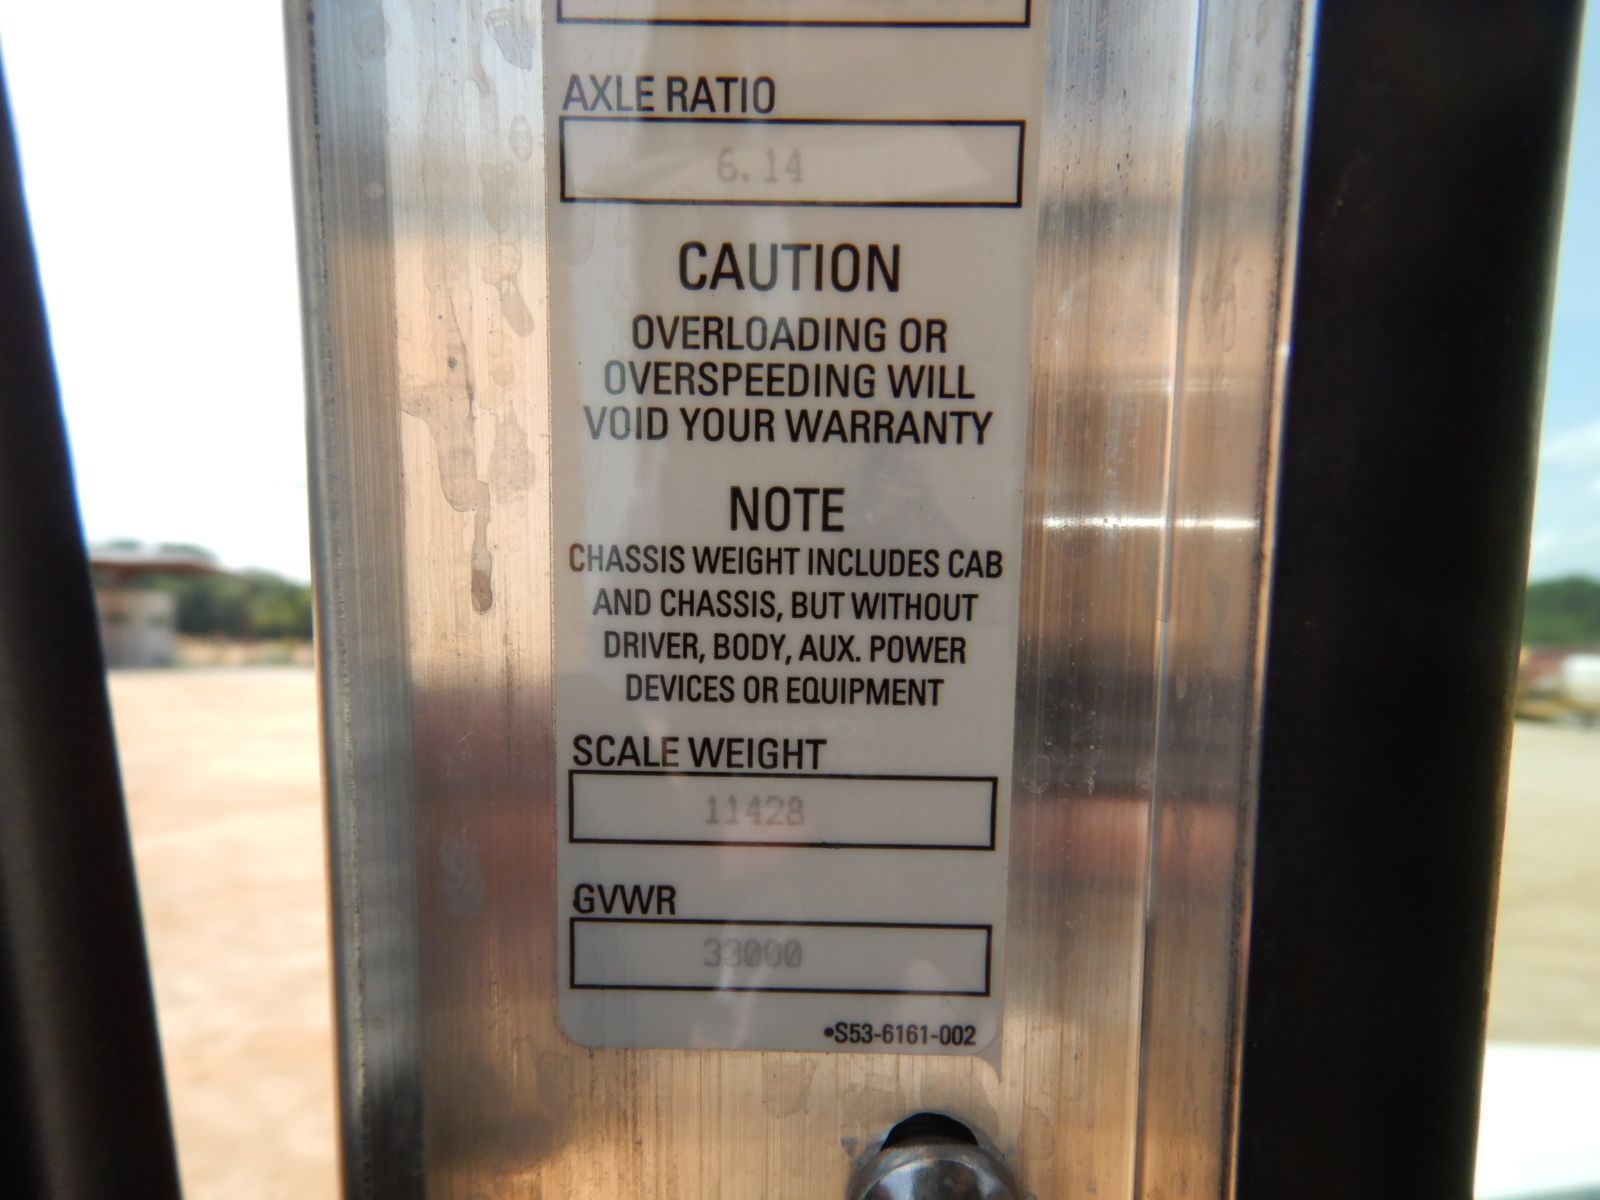 AXLE RATIO
6.14
CAUTION
OVERLOADING OR
OVERSPEEDING WILL
VOID YOUR WARRANTY
NOTE
CHASSIS WEIGHT INCLUDES CAB
AND CHASSIS, BUT WITHOUT
DRIVER, BODY, AUX. POWER
DEVICES OR EQUIPMENT
SCALE WEIGHT
11428
GVWR
33000
•S53-6161-002